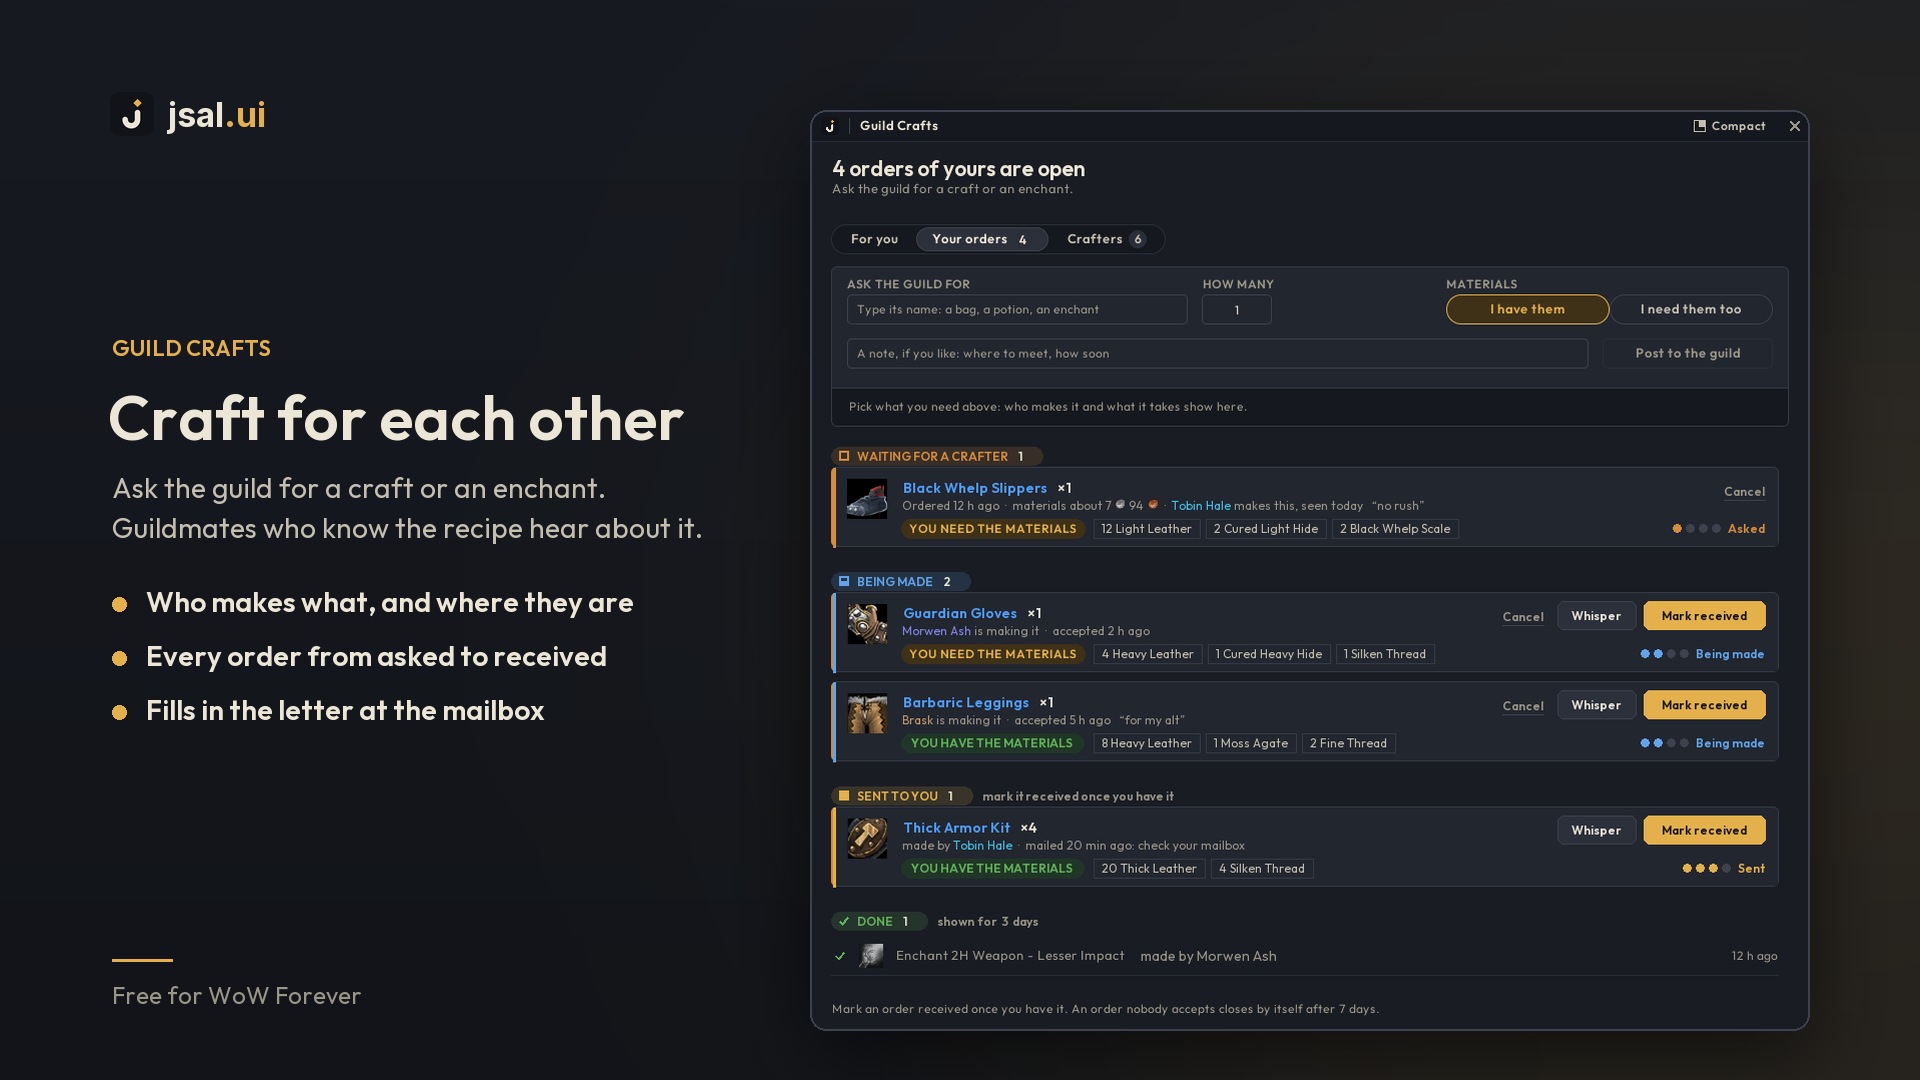 jsal.ui
GUILD CRAFTS
Craft for each other
Ask the guild for a craft or an enchant.
Guildmates who know the recipe hear about it.
Who makes what, and where they are
Every order from asked to received
Fills in the letter at the mailbox
Free for WoW Forever
Guild Crafts
Compact
4 orders of yours are open
Ask the guild for a craft or an enchant.
For you Your orders 4 Crafters 6
ASK THE GUILD FOR HOW MANY MATERIALS
Type its name: a bag, a potion, an enchant 1 I have them I need them too
A note, if you like: where to meet, how soon Post to the guild
Pick what you need above: who makes it and what it takes show here.
WAITING FOR A CRAFTER 1
Black Whelp Slippers ×1 Cancel
Ordered 12 h ago · materials about 7 94 · Tobin Hale makes this, seen today “no rush”
YOU NEED THE MATERIALS 12 Light Leather 2 Cured Light Hide 2 Black Whelp Scale Asked
BEING MADE 2
Guardian Gloves ×1 Cancel Whisper Mark received
Morwen Ash is making it · accepted 2 h ago
YOU NEED THE MATERIALS 4 Heavy Leather 1 Cured Heavy Hide 1 Silken Thread Being made
Barbaric Leggings ×1 Cancel Whisper Mark received
Brask is making it · accepted 5 h ago “for my alt”
YOU HAVE THE MATERIALS 8 Heavy Leather 1 Moss Agate 2 Fine Thread Being made
SENT TO YOU 1 mark it received once you have it
Thick Armor Kit ×4 Whisper Mark received
made by Tobin Hale · mailed 20 min ago: check your mailbox
YOU HAVE THE MATERIALS 20 Thick Leather 4 Silken Thread Sent
DONE 1 shown for 3 days
Enchant 2H Weapon - Lesser Impact made by Morwen Ash 12 h ago
Mark an order received once you have it. An order nobody accepts closes by itself after 7 days.